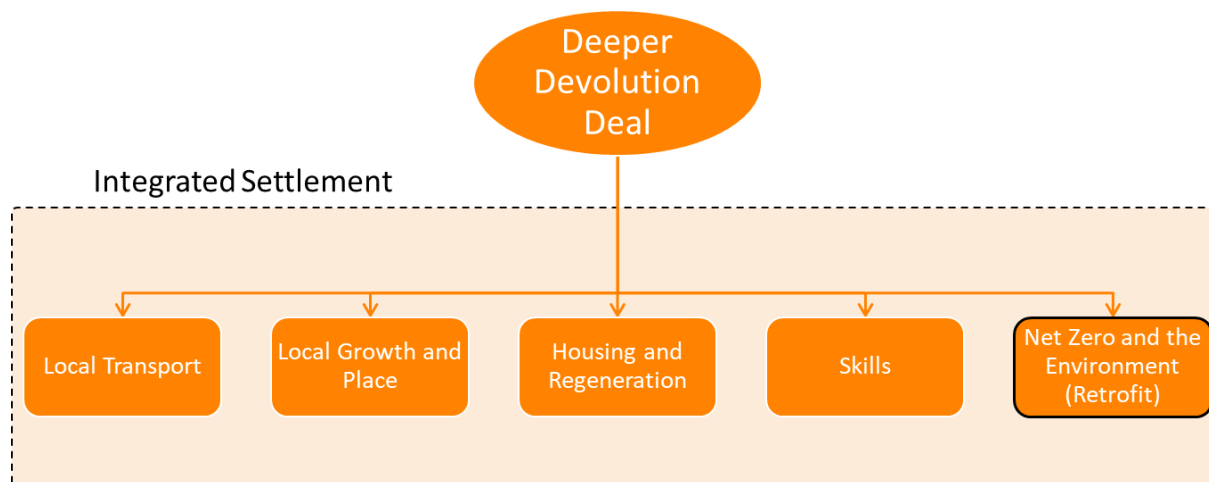 Deeper
Devolution
Deal
Integrated Settlement
Local Transport
Local Growth and
Place
Housing and
Regeneration
Skills
Net Zero and the
Environment
(Retrofit)